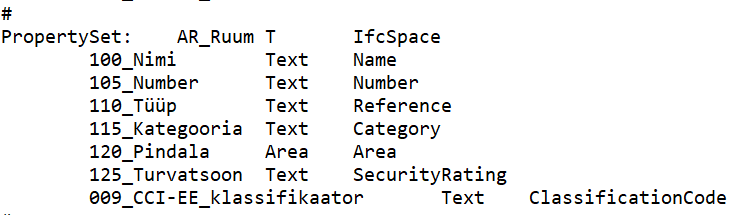 #
PropertySet: AR_Ruum T IfcSpace
100_Nimi Text Name
105_Number Text Number
110_Tüüp Text Reference
115_Kategooria Text Category
120_Pindala Area Area
125_Turvatsoon Text SecurityRating
009_CCI-EE_klassifikaator Text ClassificationCode